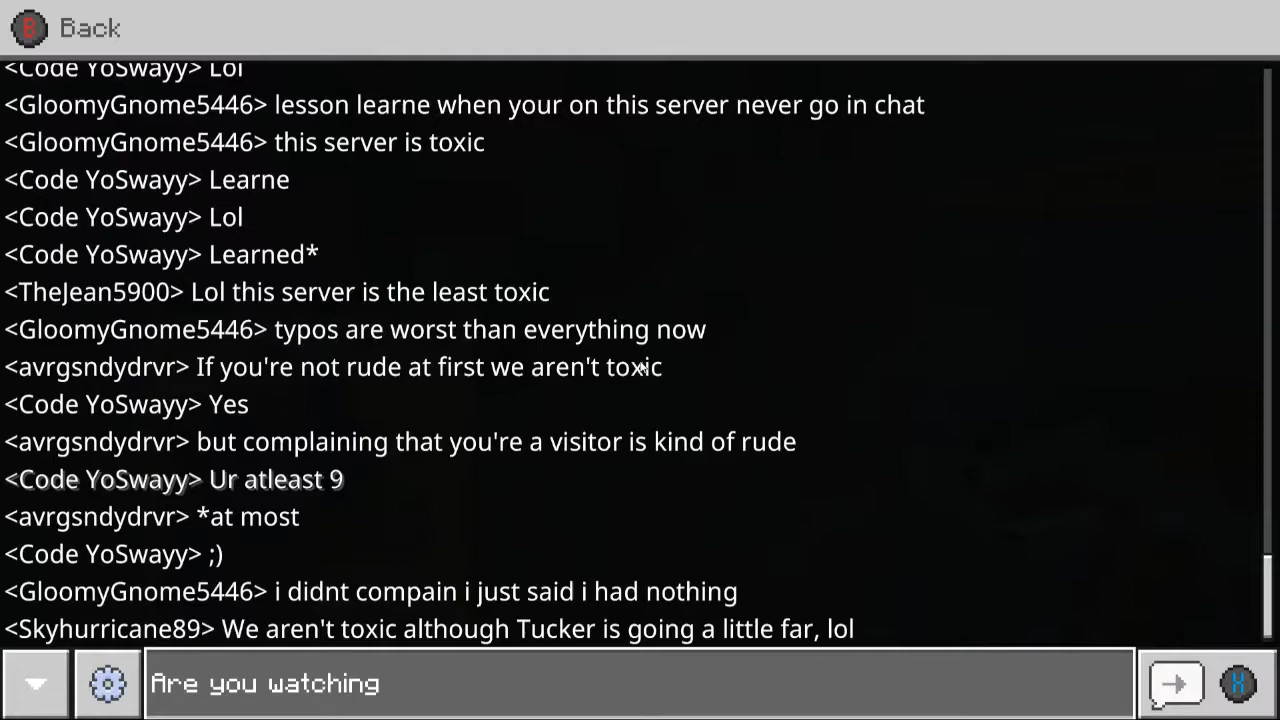 B Back
<Code YoSwayy> Lol
<GloomyGnome5446> lesson learne when your on this server never go in chat
<GloomyGnome5446> this server is toxic
<Code YoSwayy> Learne
<Code YoSwayy> Lol
<Code YoSwayy> Learned*
<TheJean5900> Lol this server is the least toxic
<GloomyGnome5446> typos are worst than everything now
<avrgsndydrvr> If you're not rude at first we aren't toxic
<Code YoSwayy> Yes
<avrgsndydrvr> but complaining that you're a visitor is kind of rude
<Code YoSwayy> Ur atleast 9
<avrgsndydrvr> *at most
<Code YoSwayy> ;)
<GloomyGnome5446> i didnt compain i just said i had nothing
<Skyhurricane89> We aren't toxic although Tucker is going a little far, lol
Are you watching
X